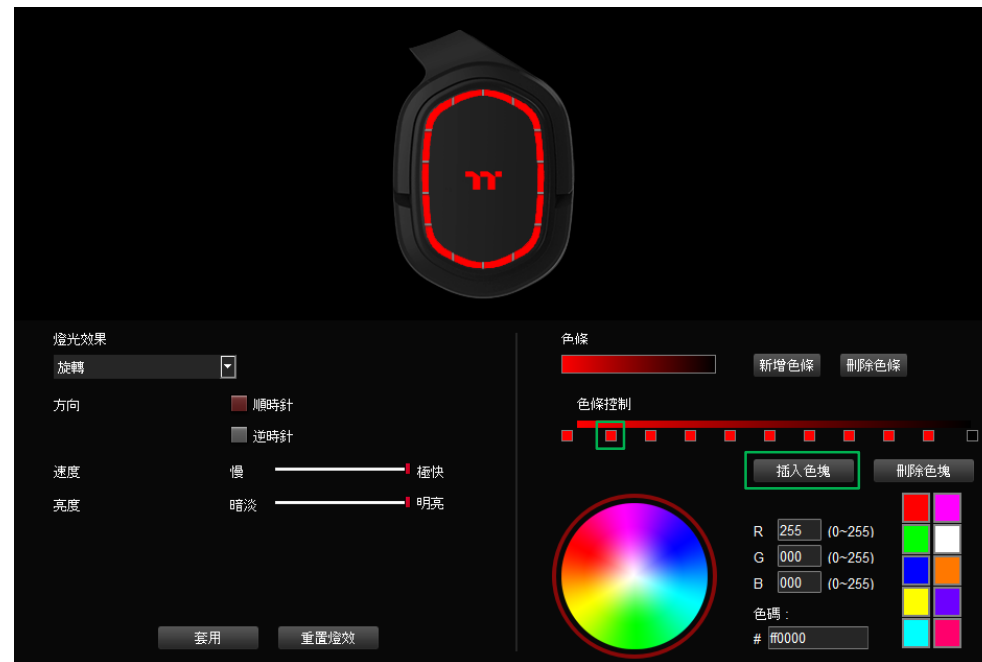 燈光效果
旋轉
方向
順時針
逆時針
速度
慢
極快
亮度
暗淡
明亮
套用
重置燈效
色條
新增色條
刪除色條
色條控制
插入色塊
刪除色塊
R 255 (0~255)
G 000 (0~255)
B 000 (0~255)
色碼 :
# ff0000